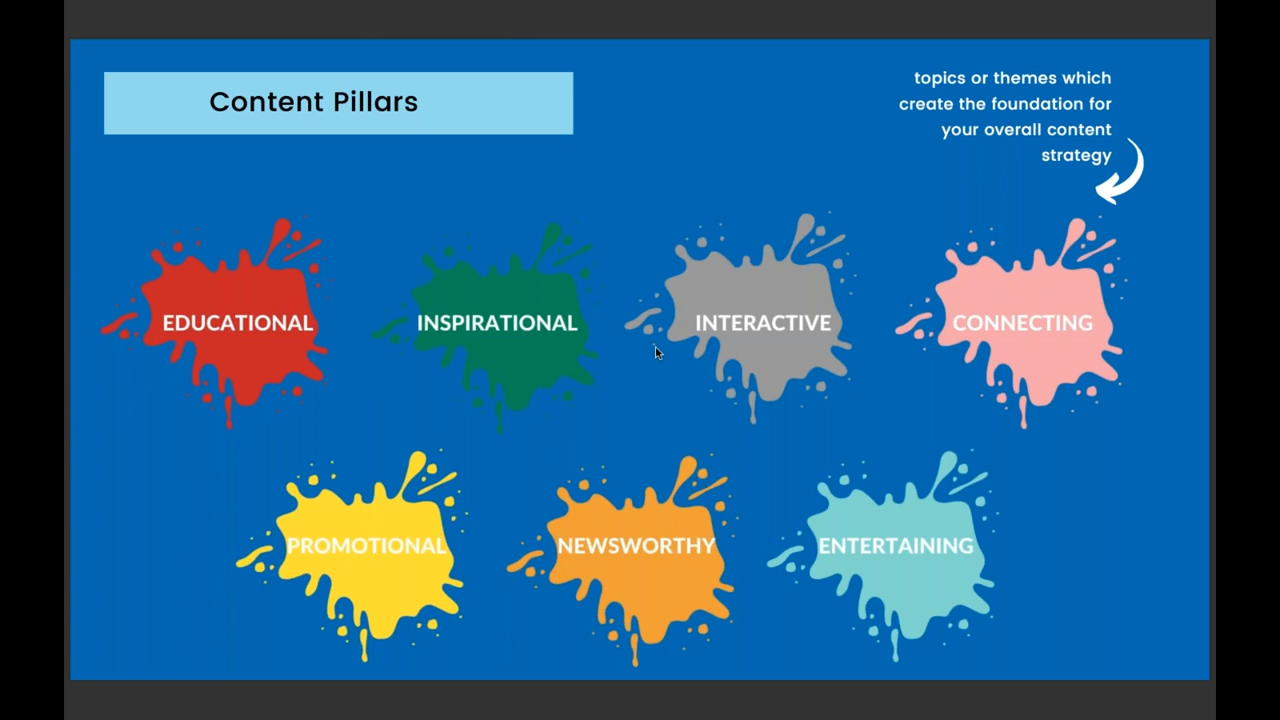 Content Pillars
topics or themes which
create the foundation for
your overall content
strategy
EDUCATIONAL
INSPIRATIONAL
INTERACTIVE
CONNECTING
PROMOTIONAL
NEWSWORTHY
ENTERTAINING